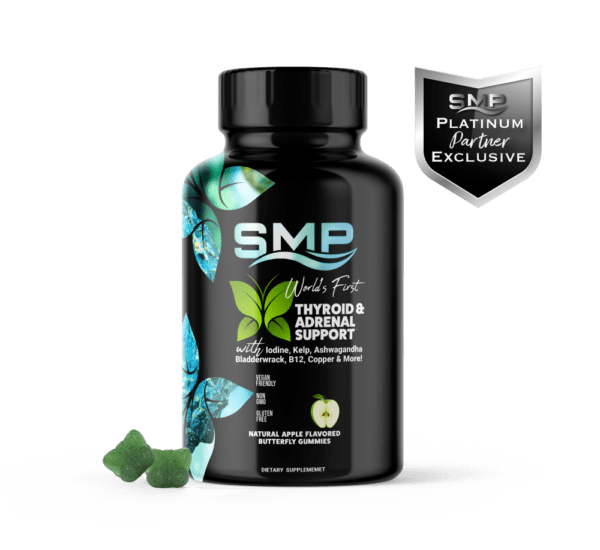 SMP
PLATINUM
Partner
EXCLUSIVE
SMP
World's First
THYROID &
ADRENAL
SUPPORT
with Iodine, Kelp, Ashwagandha
Bladderwrack, B12, Copper & More!
VEGAN
FRIENDLY
NON
GMO
GLUTEN
FREE
NATURAL APPLE FLAVORED
BUTTERFLY GUMMIES
DIETARY SUPPLEMEMET